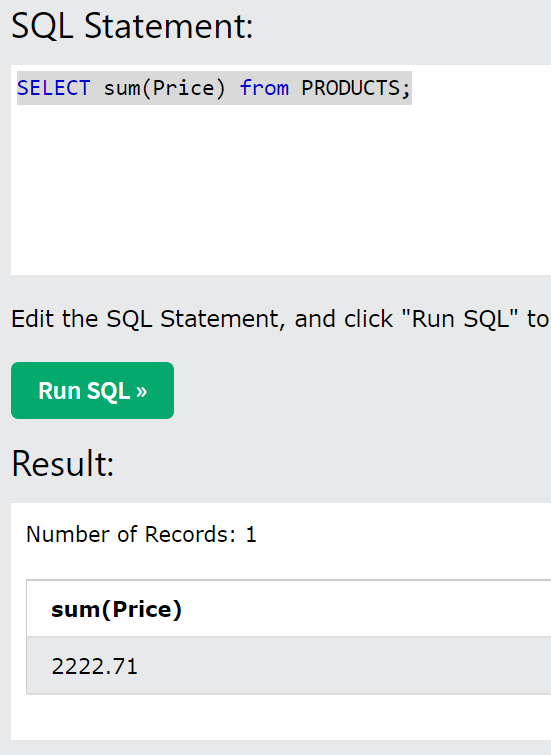 SQL Statement:
SELECT sum(Price) from PRODUCTS;
Edit the SQL Statement, and click "Run SQL" to
Run SQL »
Result:
Number of Records: 1
sum(Price)
2222.71